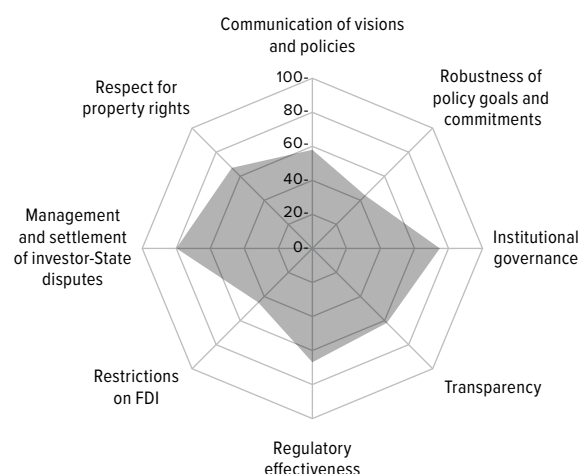 Communication of visions
and policies
Robustness of
policy goals and
commitments
Institutional
governance
Transparency
Regulatory
effectiveness
Restrictions
on FDI
Management
and settlement
of investor-State
disputes
Respect for
property rights
100-
80-
60-
40-
20-
0-